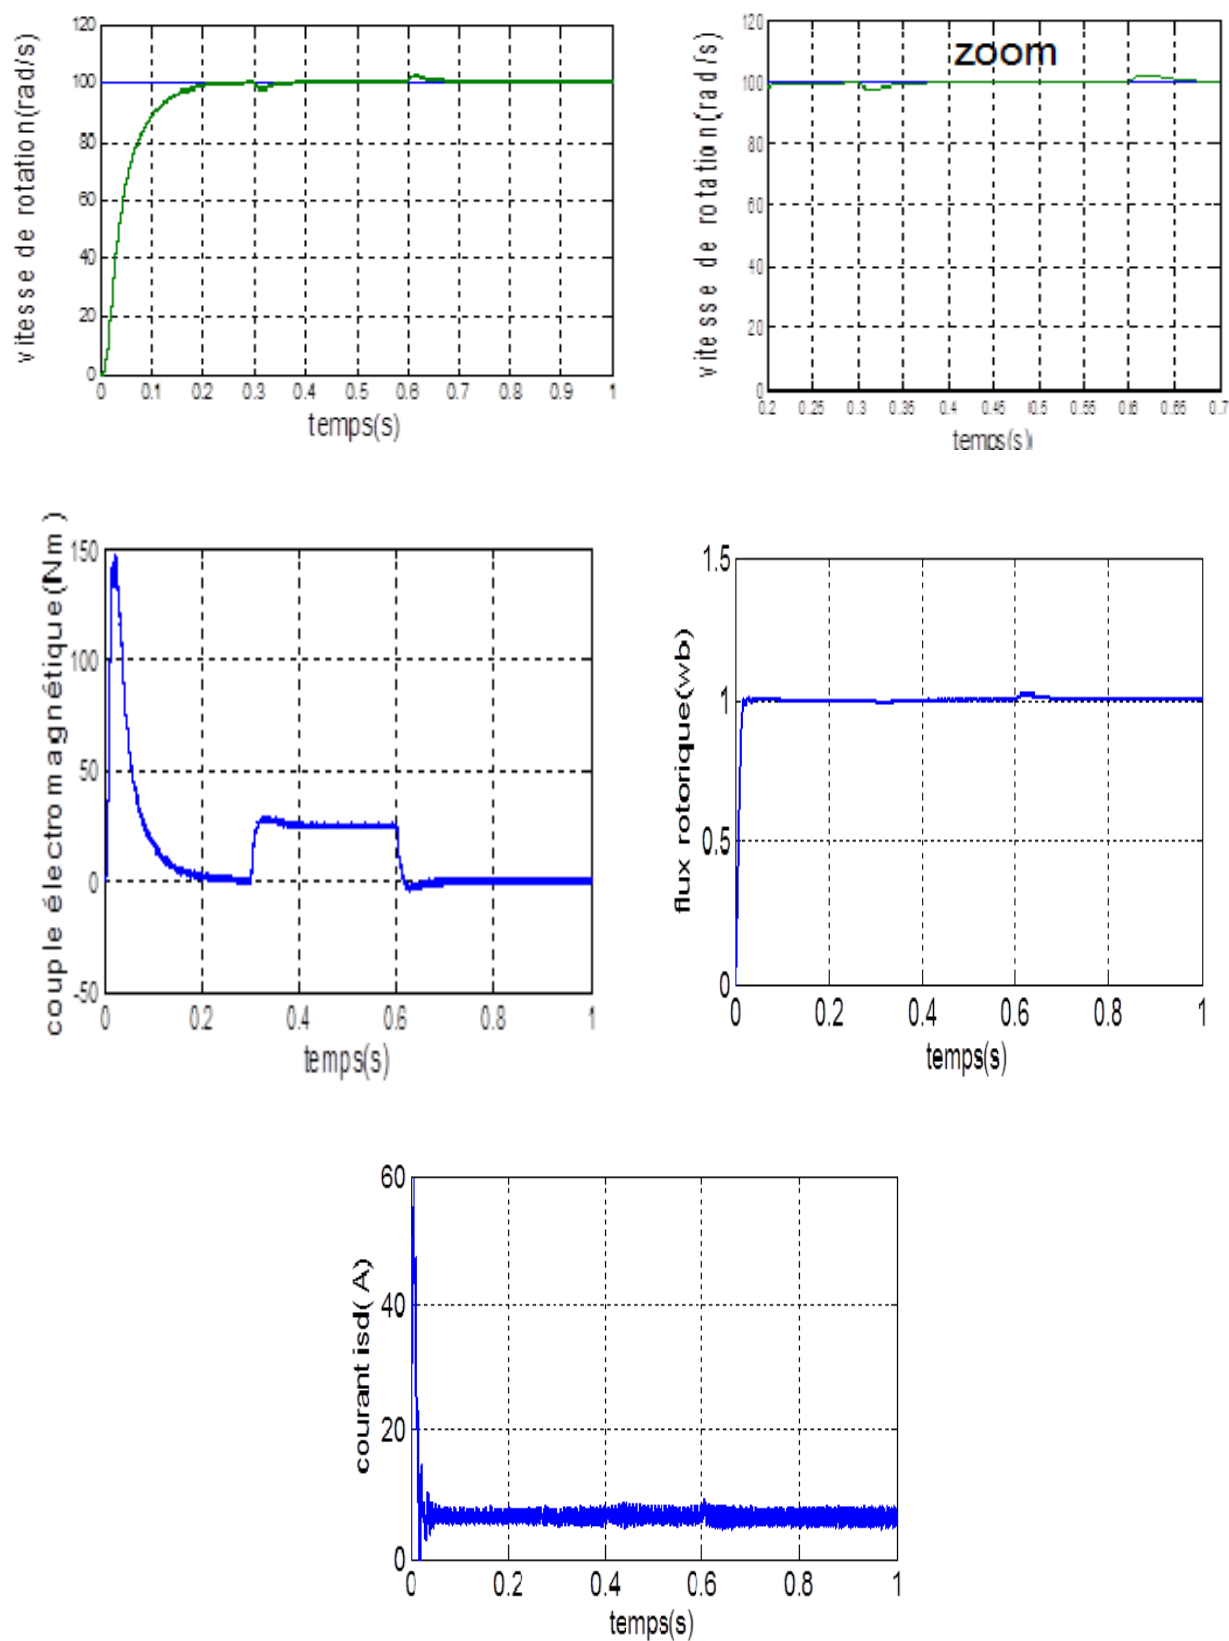 vitesse de rotation(rad/s)
120
100
80
60
40
20
0
0 0.1 0.2 0.3 0.4 0.5 0.6 0.7 0.8 0.9 1
temps(s)
zoom
vitesse de rotation(rad/s)
120
100
80
60
40
20
0
0.2 0.25 0.3 0.35 0.4 0.45 0.5 0.55 0.6 0.65 0.7
temps(s)
couple électromagnétique(Nm)
150
100
50
0
-50
0 0.2 0.4 0.6 0.8 1
temps(s)
flux rotorique(wb)
1.5
1
0.5
0
0 0.2 0.4 0.6 0.8 1
temps(s)
courant isd(A)
60
40
20
0
0 0.2 0.4 0.6 0.8 1
temps(s)